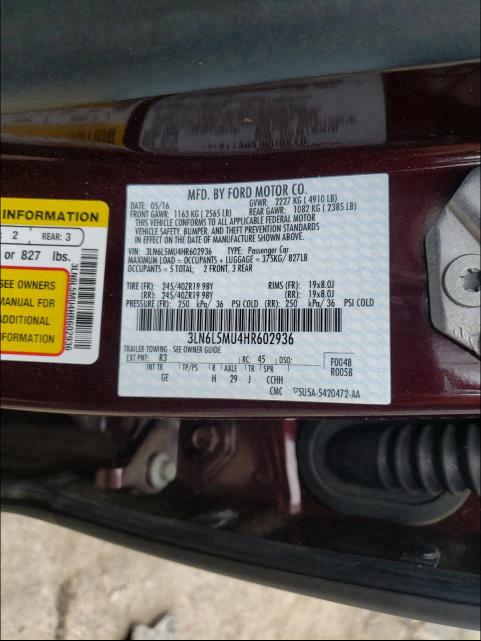 MFD. BY FORD MOTOR CO.
DATE: 05/16 GVWR: 2227 KG (4910 LB)
FRONT GAWR: 1163 KG (2565 LB) REAR GAWR: 1082 KG (2385 LB)
THIS VEHICLE CONFORMS TO ALL APPLICABLE FEDERAL MOTOR
VEHICLE SAFETY, BUMPER, AND THEFT PREVENTION
STANDARDS IN EFFECT ON THE DATE OF MANUFACTURE SHOWN ABOVE.
VIN: 3LN6L5MU4HR602936 TYPE: Passenger Car
MAXIMUM LOAD = OCCUPANTS + LUGGAGE = 375KG/ 827LB
OCCUPANTS = 5 TOTAL: 2 FRONT, 3 REAR
TIRE (FR): 245/40ZR19 98Y RIMS (FR): 19x8.0J
TIRE (RR): 245/40ZR19 98Y (RR): 19x8.0J
PRESSURE (FR): 250 kPa/ 36 PSI COLD (RR) 250 kPa/ 36 PSI COLD
3LN6L5MU4HR602936
TRAILER TOWING - SEE OWNER GUIDE
EXT PNT: R3 RC: 45 DSO: F0048
R0058
INT TR TP/PS R AXLE TR SPR
GE H 29 J CCHH
CMC 5U5A-5420472-AA
INFORMATION
2 REAR: 3
or 827 lbs.
SEE OWNERS
MANUAL FOR
ADDITIONAL
INFORMATION
3LN6L5MU4HR602936